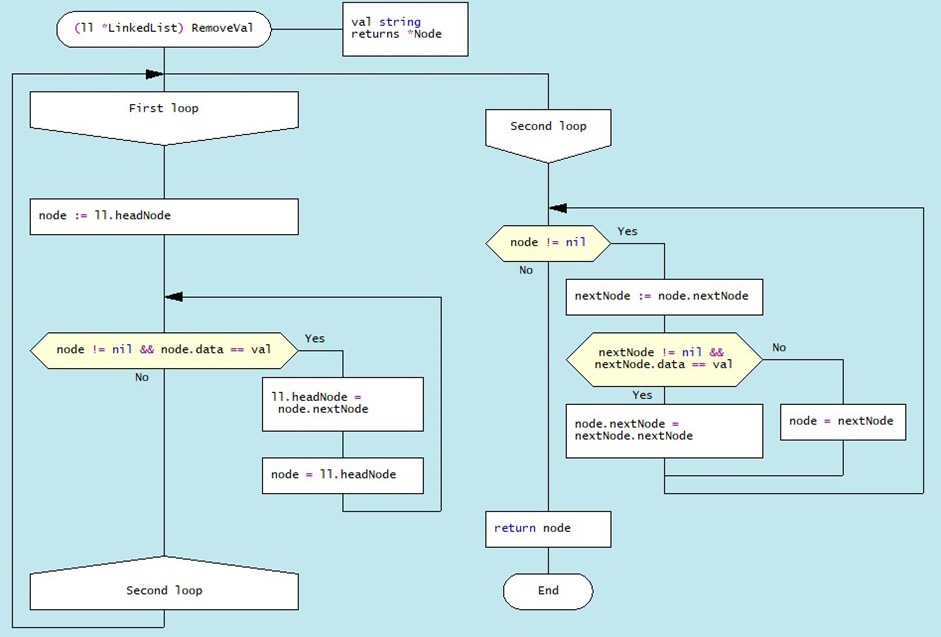 (ll *LinkedList) RemoveVal
val string
returns *Node
First loop
node := ll.headNode
node != nil && node.data == val
Yes
No
ll.headNode =
node.nextNode
node = ll.headNode
Second loop
Second loop
node != nil
Yes
No
nextNode := node.nextNode
nextNode != nil &&
nextNode.data == val
No
Yes
node.nextNode =
nextNode.nextNode
node = nextNode
return node
End